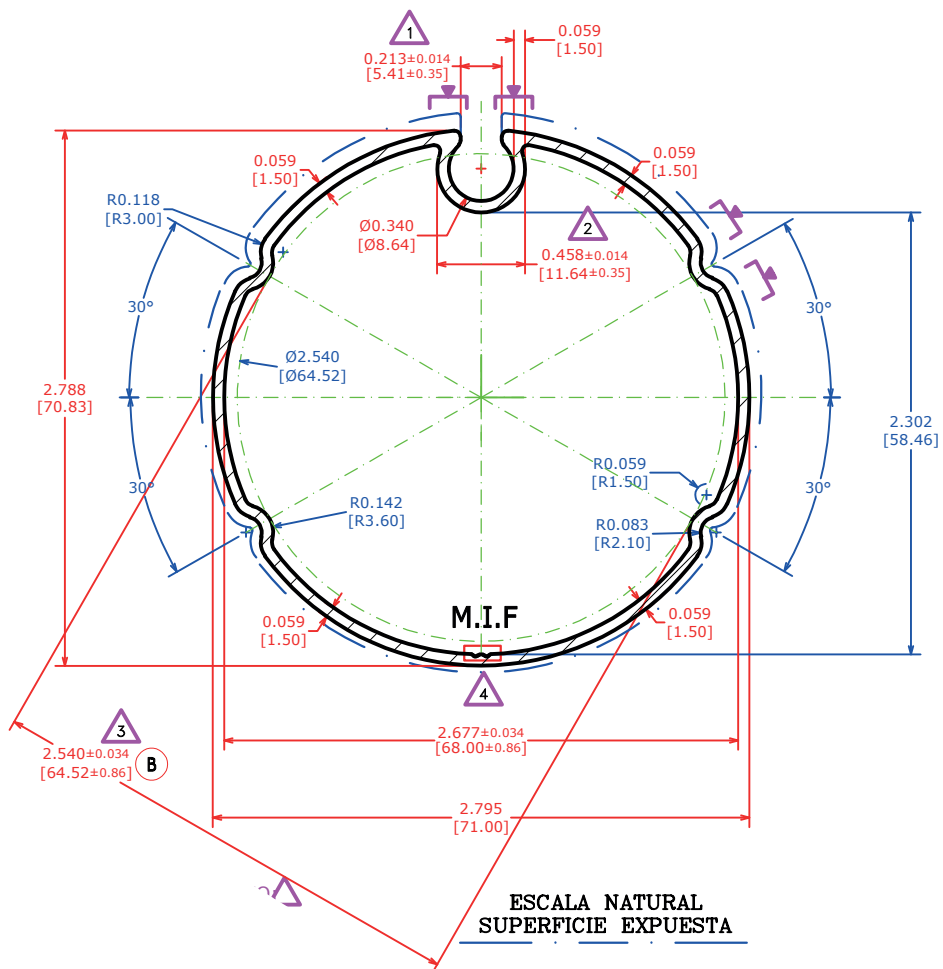 1
0.059
[1.50]
0.213±0.014
[5.41±0.35]
0.059
[1.50]
0.059
[1.50]
R0.118
[R3.00]
Ø0.340
[Ø8.64]
2
0.458±0.014
[11.64±0.35]
30°
30°
Ø2.540
[Ø64.52]
2.788
[70.83]
2.302
[58.46]
R0.059
[R1.50]
30°
30°
R0.142
[R3.60]
R0.083
[R2.10]
M.I.F
0.059
[1.50]
0.059
[1.50]
4
3
2.540±0.034
[64.52±0.86]
B
2.677±0.034
[68.00±0.86]
2.795
[71.00]
ESCALA NATURAL
SUPERFICIE EXPUESTA